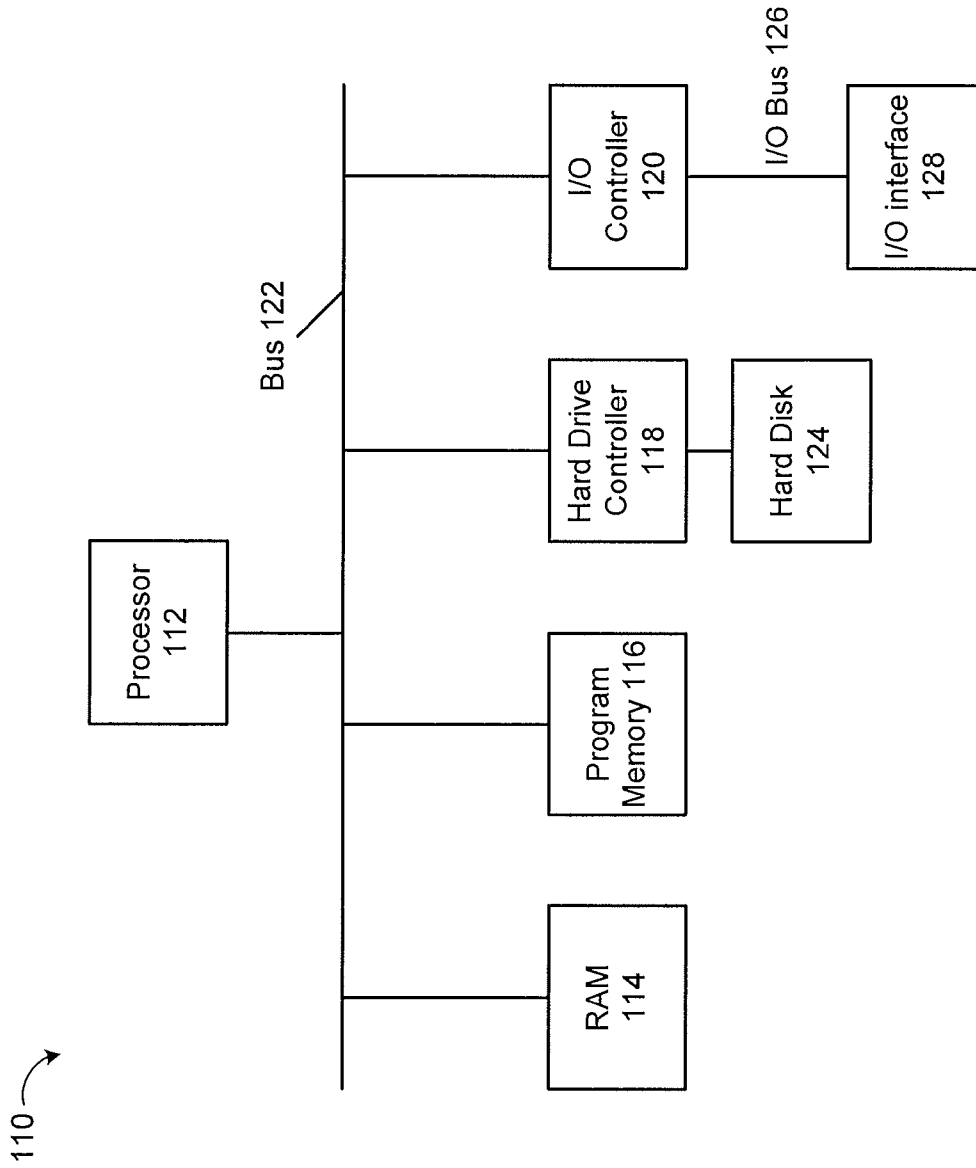 110
Processor
112
Bus 122
RAM
114
Program
Memory 116
Hard Drive
Controller
118
I/O
Controller
120
Hard Disk
124
I/O Bus 126
I/O interface
128